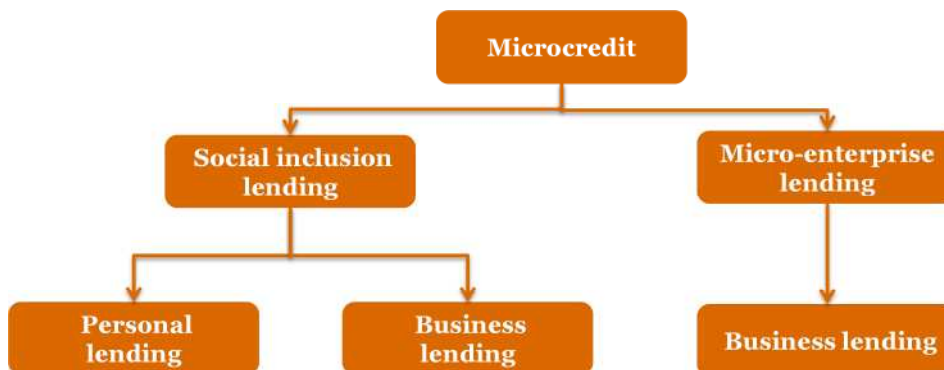 Microcredit
Social inclusion
lending
Micro-enterprise
lending
Personal
lending
Business
lending
Business lending